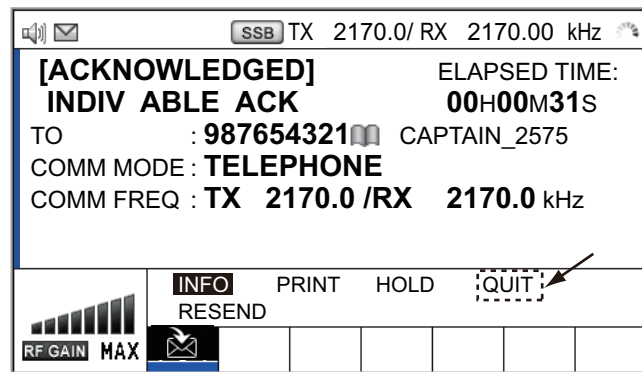 SSB TX 2170.0/ RX 2170.00 kHz
[ACKNOWLEDGED] ELAPSED TIME:
INDIV ABLE ACK 00H00M31S
TO : 987654321 CAPTAIN_2575
COMM MODE : TELEPHONE
COMM FREQ : TX 2170.0 /RX 2170.0 kHz
INFO PRINT HOLD QUIT
RESEND
RF GAIN MAX